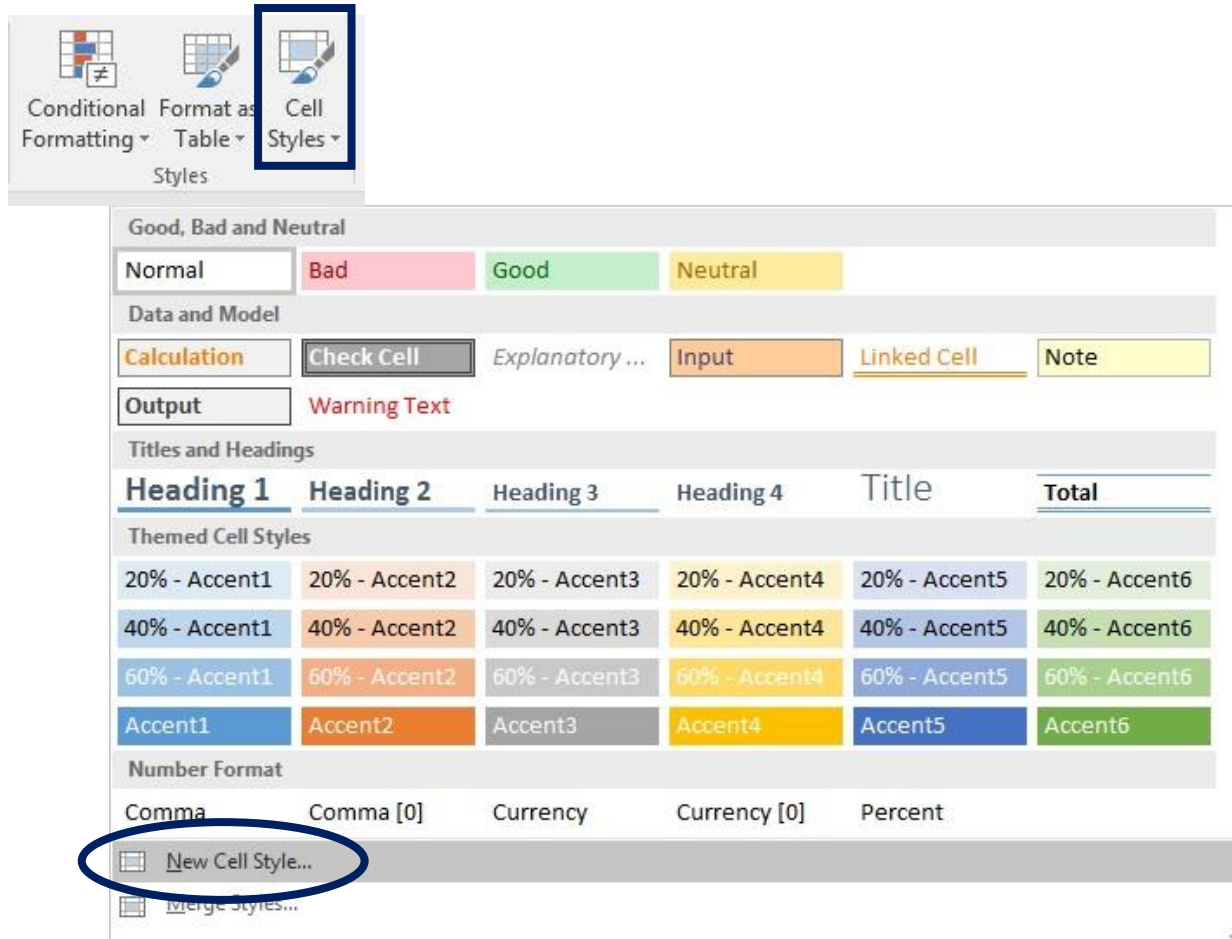 Conditional Format as Cell
Formatting Table Styles
Styles
Good, Bad and Neutral
Normal Bad Good Neutral
Data and Model
Calculation Check Cell Explanatory ... Input Linked Cell Note
Output Warning Text
Titles and Headings
Heading 1 Heading 2 Heading 3 Heading 4 Title Total
Themed Cell Styles
20% - Accent1 20% - Accent2 20% - Accent3 20% - Accent4 20% - Accent5 20% - Accent6
40% - Accent1 40% - Accent2 40% - Accent3 40% - Accent4 40% - Accent5 40% - Accent6
60% - Accent1 60% - Accent2 60% - Accent3 60% - Accent4 60% - Accent5 60% - Accent6
Accent1 Accent2 Accent3 Accent4 Accent5 Accent6
Number Format
Comma Comma [0] Currency Currency [0] Percent
New Cell Style...
Merge Styles...